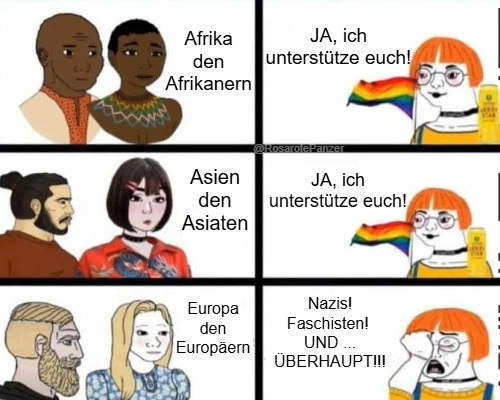 Afrika
den
Afrikanern
JA, ich
unterstütze euch!
@RosarotePanzer
Asien
den
Asiaten
JA, ich
unterstütze euch!
Europa
den
Europäern
Nazis!
Faschisten!
UND ...
ÜBERHAUPT!!!